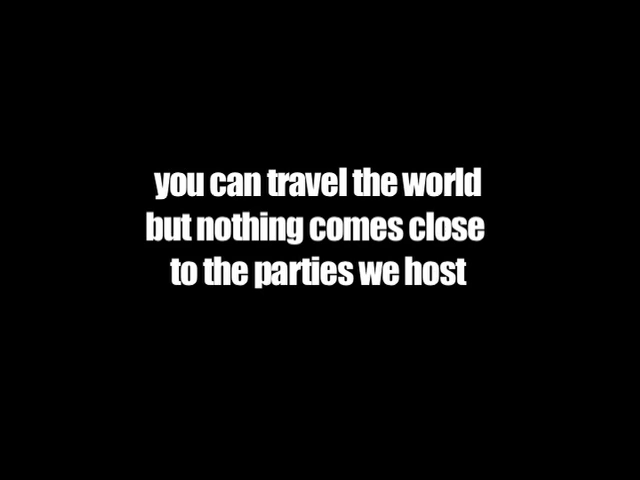 you can travel the world
but nothing comes close
to the parties we host